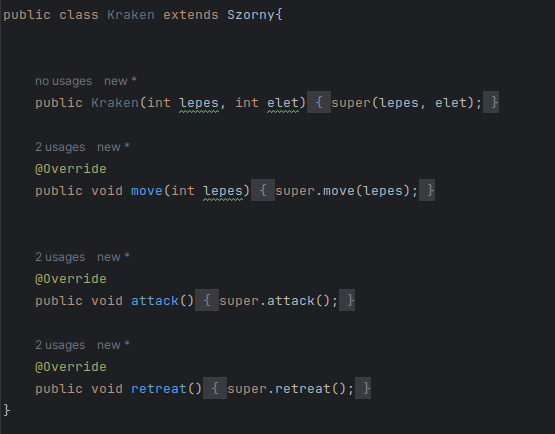 public class Kraken extends Szorny{
no usages new *
public Kraken(int lepes, int elet) { super(lepes, elet); }
2 usages new *
@Override
public void move(int lepes) { super.move(lepes); }
2 usages new *
@Override
public void attack() { super.attack(); }
2 usages new *
@Override
public void retreat() { super.retreat(); }
}